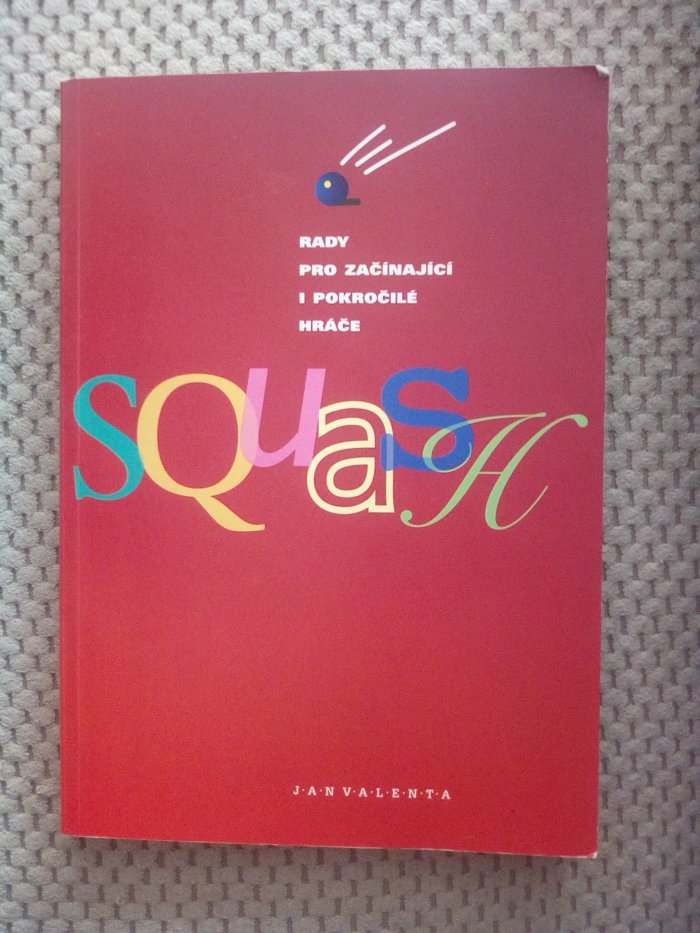 RADY
PRO ZAČÍNAJÍCÍ
I POKROČILÉ
HRÁČE
SQuasH
J·A·N V·A·L·E·N·T·A